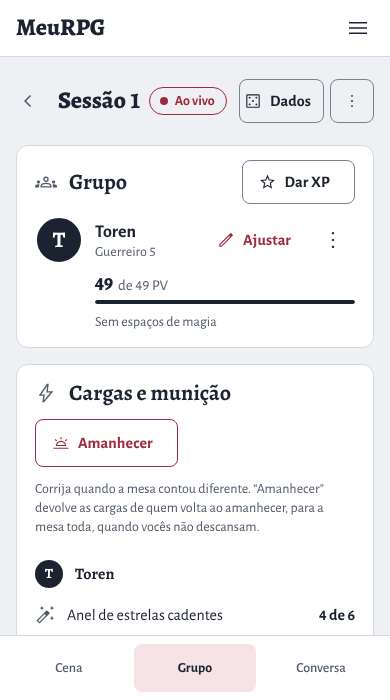 MeuRPG
Sessão 1
Ao vivo
Dados
Grupo
Dar XP
T
Toren
Guerreiro 5
Ajustar
49 de 49 PV
Sem espaços de magia
Cargas e munição
Amanhecer
Corrija quando a mesa contou diferente. “Amanhecer”
devolve as cargas de quem volta ao amanhecer, para a
mesa toda, quando vocês não descansam.
T
Toren
Anel de estrelas cadentes
4 de 6
Cena
Grupo
Conversa